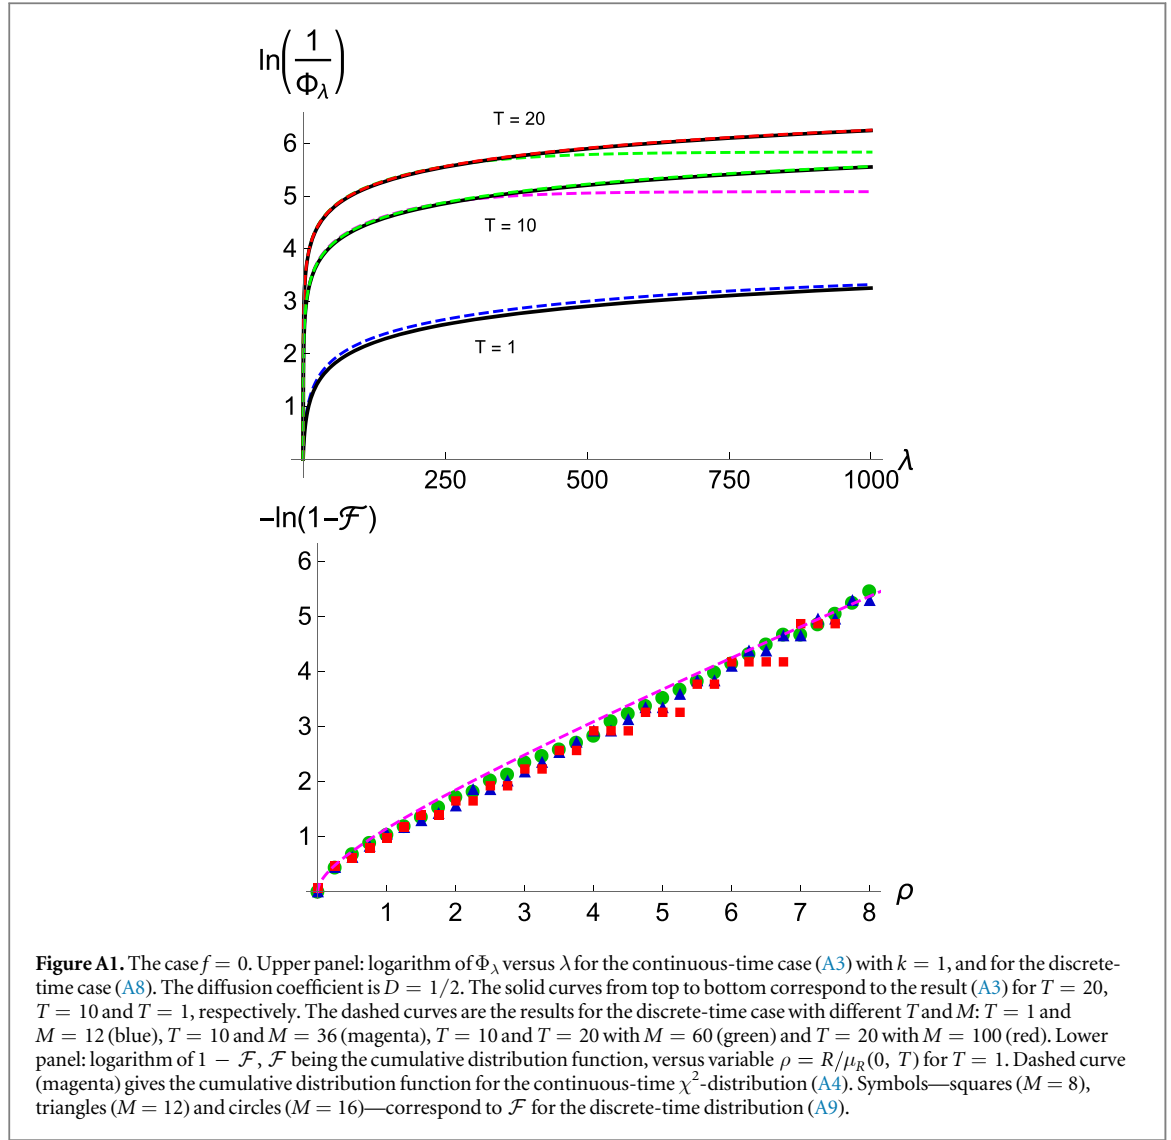 ln(1/Φλ)
T = 20
6
5
T = 10
4
3
T = 1
2
1
250 500 750 1000 λ
−ln(1−ℱ)
6
5
4
3
2
1
1 2 3 4 5 6 7 8 ρ
Figure A1. The case f = 0. Upper panel: logarithm of Φλ versus λ for the continuous-time case (A3) with k = 1, and for the discrete-
time case (A8). The diffusion coefficient is D = 1/2. The solid curves from top to bottom correspond to the result (A3) for T = 20,
T = 10 and T = 1, respectively. The dashed curves are the results for the discrete-time case with different T and M: T = 1 and
M = 12 (blue), T = 10 and M = 36 (magenta), T = 10 and T = 20 with M = 60 (green) and T = 20 with M = 100 (red). Lower
panel: logarithm of 1 − ℱ, ℱ being the cumulative distribution function, versus variable ρ = R/μR(0, T) for T = 1. Dashed curve
(magenta) gives the cumulative distribution function for the continuous-time χ²-distribution (A4). Symbols—squares (M = 8),
triangles (M = 12) and circles (M = 16)—correspond to ℱ for the discrete-time distribution (A9).